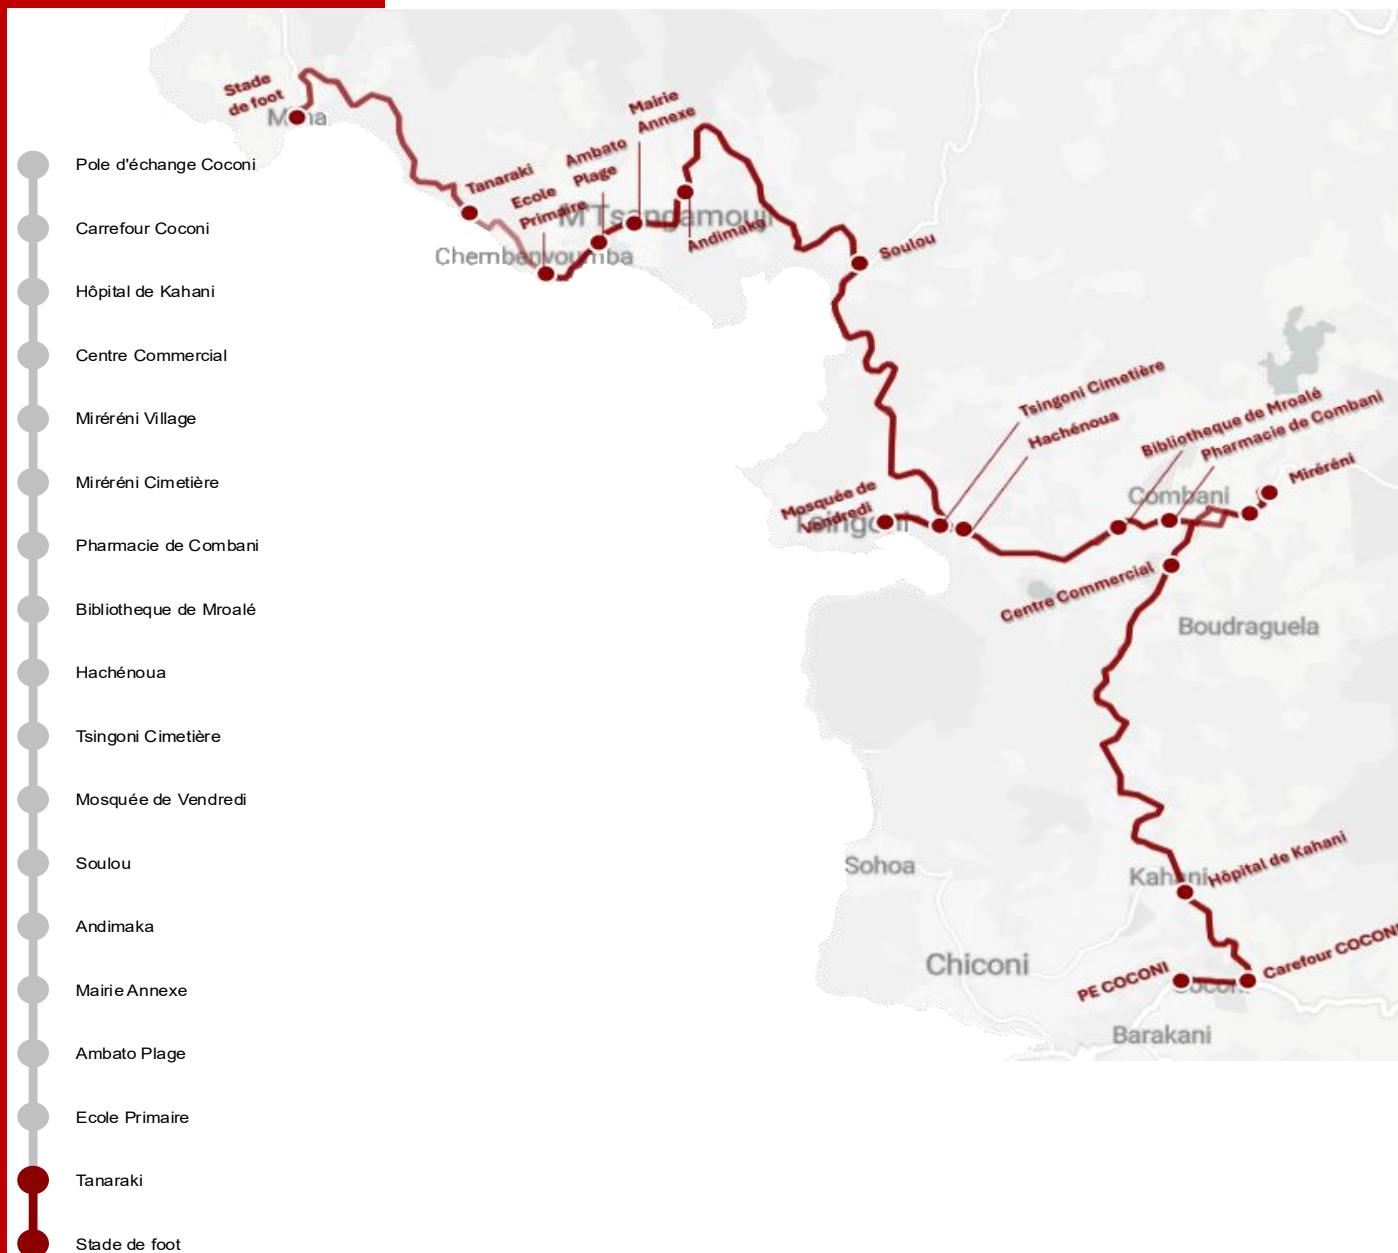 Pole d'échange Coconi
Carrefour Coconi
Hôpital de Kahani
Centre Commercial
Miréréni Village
Miréréni Cimetière
Pharmacie de Combani
Bibliotheque de Mroalé
Hachénoua
Tsingoni Cimetière
Mosquée de Vendredi
Soulou
Andimaka
Mairie Annexe
Ambato Plage
Ecole Primaire
Tanaraki
Stade de foot
Stade
de foot
Mairie
Annexe
Ambato
Plage
Tanaraki
Ecole
Primaire
M'Tsangamouji
Andimaka
Chembenyoumba
Soulou
Tsingoni Cimetière
Hachénoua
Bibliotheque de Mroalé
Pharmacie de Combani
Miréréni
Combani
Mosquée de
Vendredi
Tsingoni
Centre Commercial
Boudraguela
Sohoa
Kahani
Hôpital de Kahani
Chiconi
PE COCONI
Carefour COCONI
Coconi
Barakani